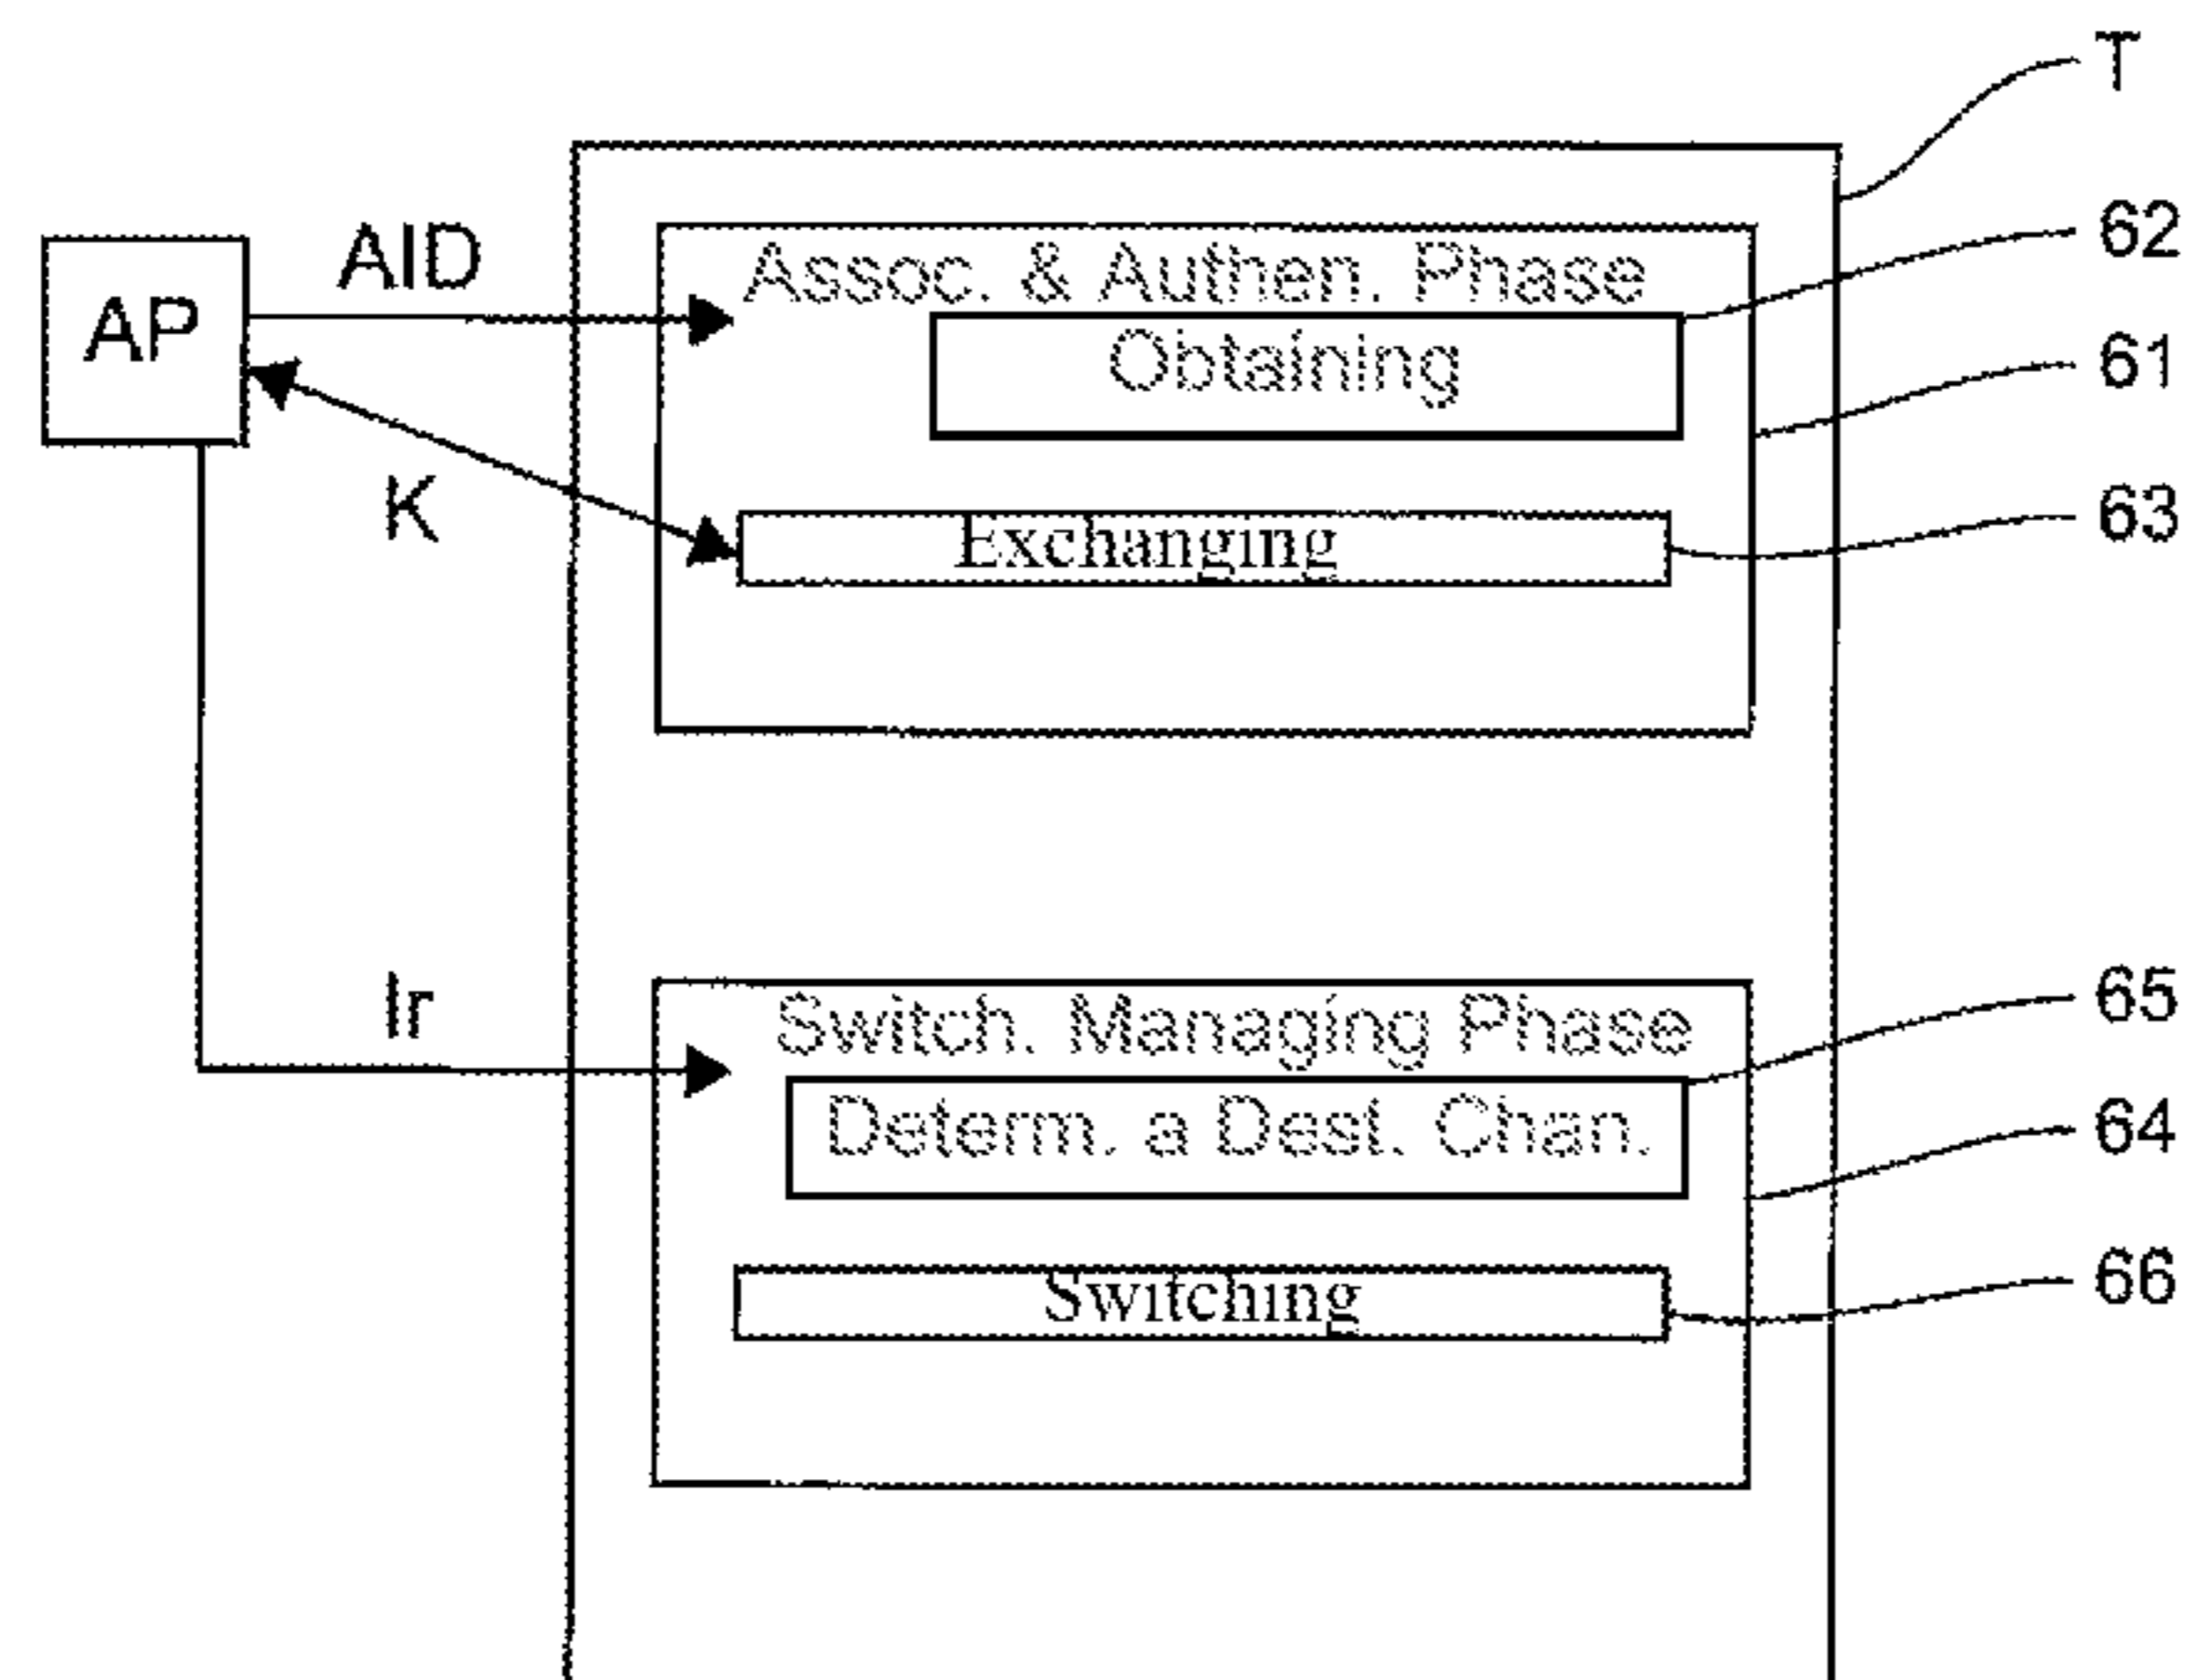 T
AID
AP
Assoc. & Authen. Phase
62
Obtaining
61
K
Exchanging
63
Ir
Switch. Managing Phase
65
Determ. a Dest. Chan.
64
Switching
66